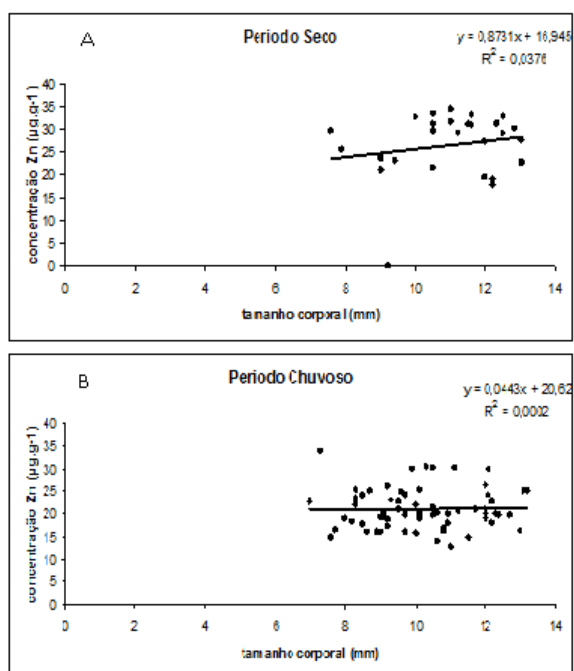 A
Periodo Seco
y = 0,8731x + 16,945
R² = 0,0376
concentração Zn (µg.g-1)
40
35
30
25
20
15
10
5
0
0 2 4 6 8 10 12 14
tamanho corporal (mm)
B
Periodo Chuvoso
y = 0,0443x + 20,62
R² = 0,0002
concentração Zn (µg.g-1)
40
35
30
25
20
15
10
5
0
0 2 4 6 8 10 12 14
tamanho corporal (mm)